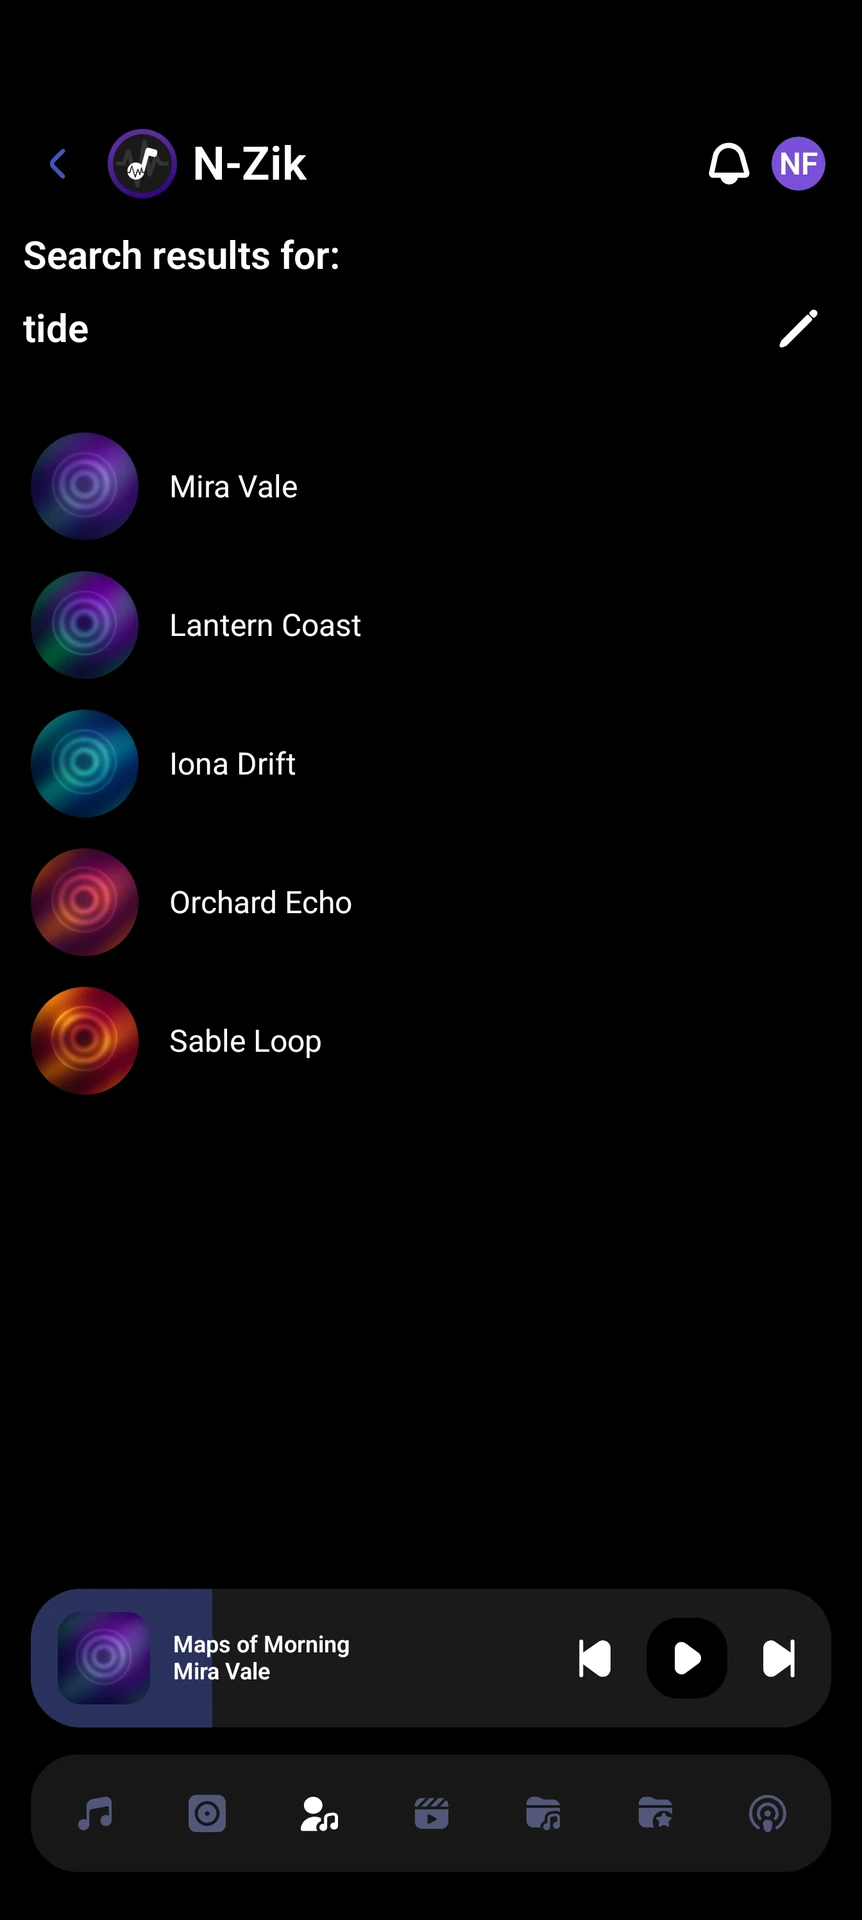 N-Zik
NF
Search results for:
tide
Mira Vale
Lantern Coast
Iona Drift
Orchard Echo
Sable Loop
Maps of Morning
Mira Vale